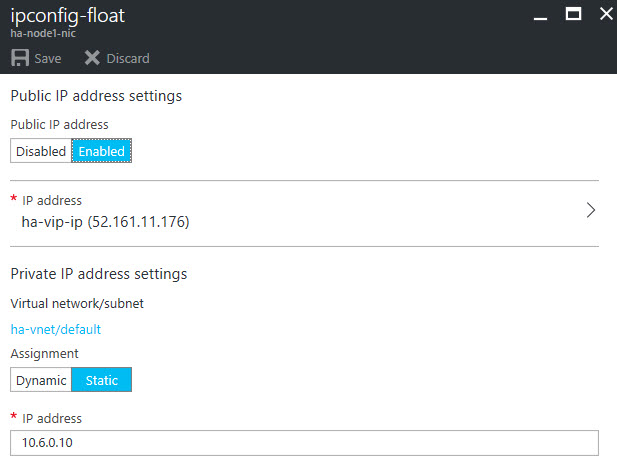 ipconfig-float
ha-node1-nic
Save Discard
Public IP address settings
Public IP address
Disabled Enabled
* IP address
ha-vip-ip (52.161.11.176)
Private IP address settings
Virtual network/subnet
ha-vnet/default
Assignment
Dynamic Static
* IP address
10.6.0.10